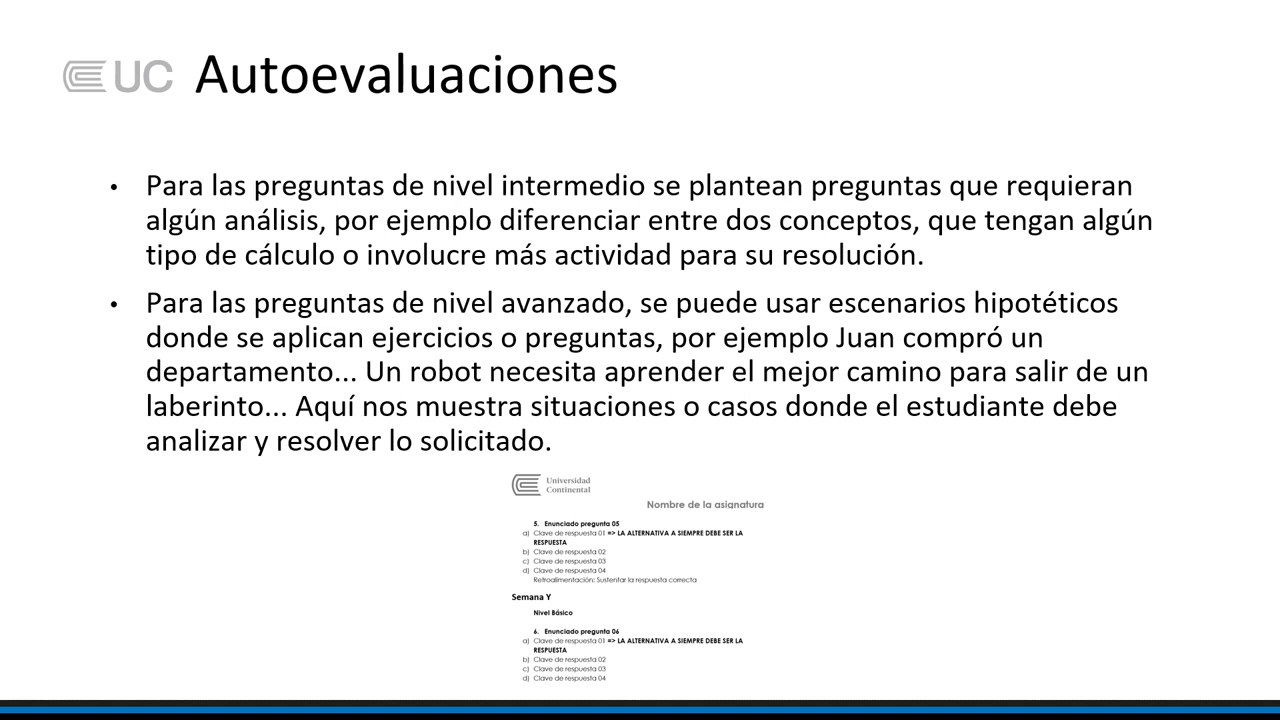 UC Autoevaluaciones
• Para las preguntas de nivel intermedio se plantean preguntas que requieran
algún análisis, por ejemplo diferenciar entre dos conceptos, que tengan algún
tipo de cálculo o involucre más actividad para su resolución.
• Para las preguntas de nivel avanzado, se puede usar escenarios hipotéticos
donde se aplican ejercicios o preguntas, por ejemplo Juan compró un
departamento... Un robot necesita aprender el mejor camino para salir de un
laberinto... Aquí nos muestra situaciones o casos donde el estudiante debe
analizar y resolver lo solicitado.
Universidad
Continental
Nombre de la asignatura
5. Enunciado pregunta 05
a) Clave de respuesta 01 => LA ALTERNATIVA A SIEMPRE DEBE SER LA
RESPUESTA
b) Clave de respuesta 02
c) Clave de respuesta 03
d) Clave de respuesta 04
Retroalimentación: Sustentar la respuesta correcta
Semana Y
Nivel Básico
6. Enunciado pregunta 06
a) Clave de respuesta 01 => LA ALTERNATIVA A SIEMPRE DEBE SER LA
RESPUESTA
b) Clave de respuesta 02
c) Clave de respuesta 03
d) Clave de respuesta 04